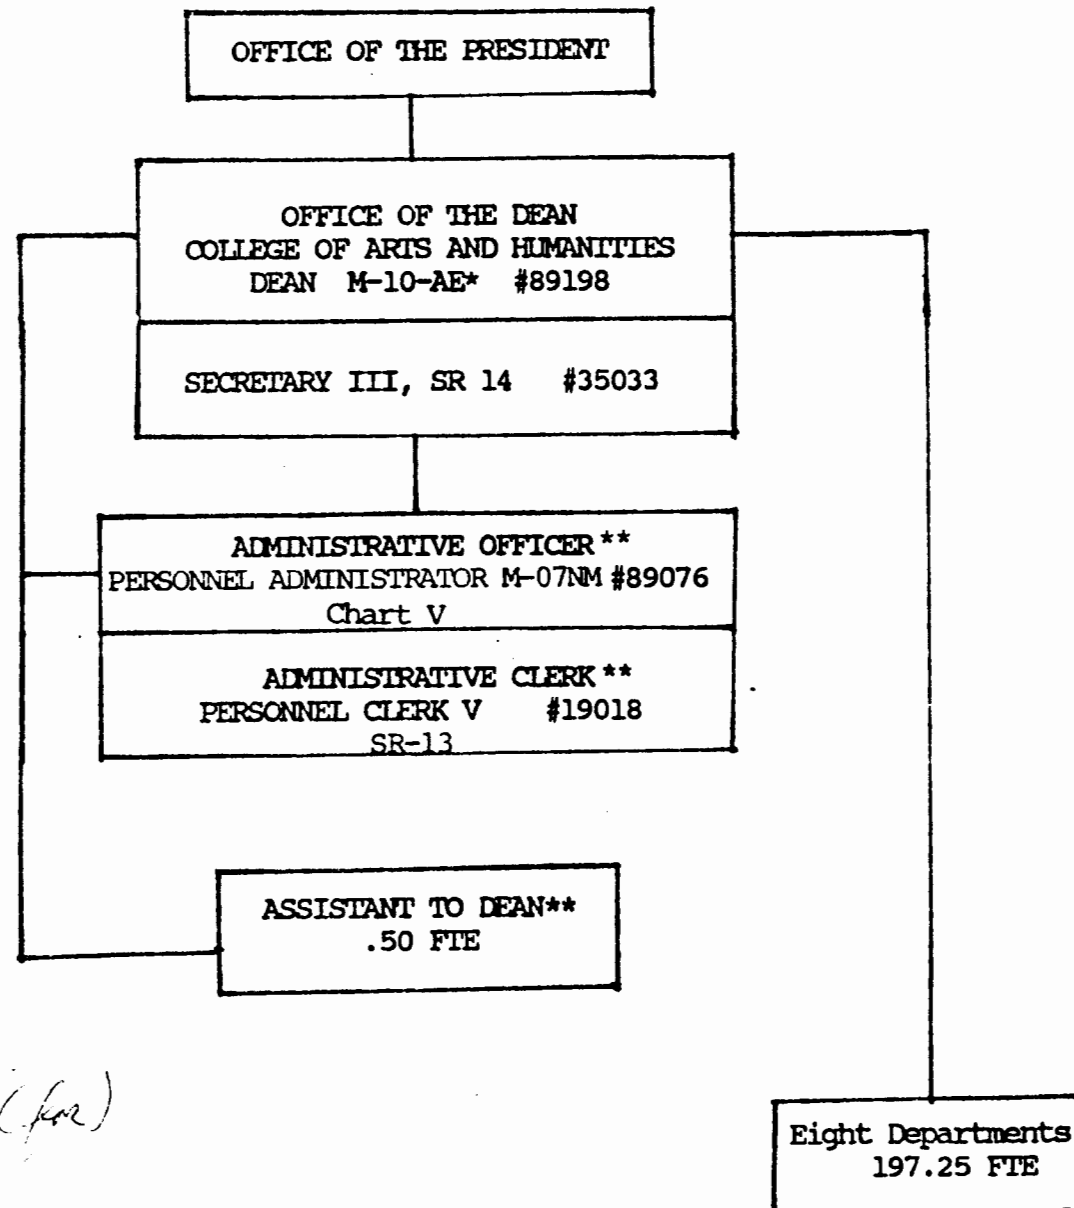 OFFICE OF THE PRESIDENT
OFFICE OF THE DEAN
COLLEGE OF ARTS AND HUMANITIES
DEAN M-10-AE* #89198
SECRETARY III, SR 14 #35033
ADMINISTRATIVE OFFICER**
PERSONNEL ADMINISTRATOR M-07NM #89076
Chart V
ADMINISTRATIVE CLERK**
PERSONNEL CLERK V #19018
SR-13
ASSISTANT TO DEAN**
.50 FTE
Eight Departments
197.25 FTE